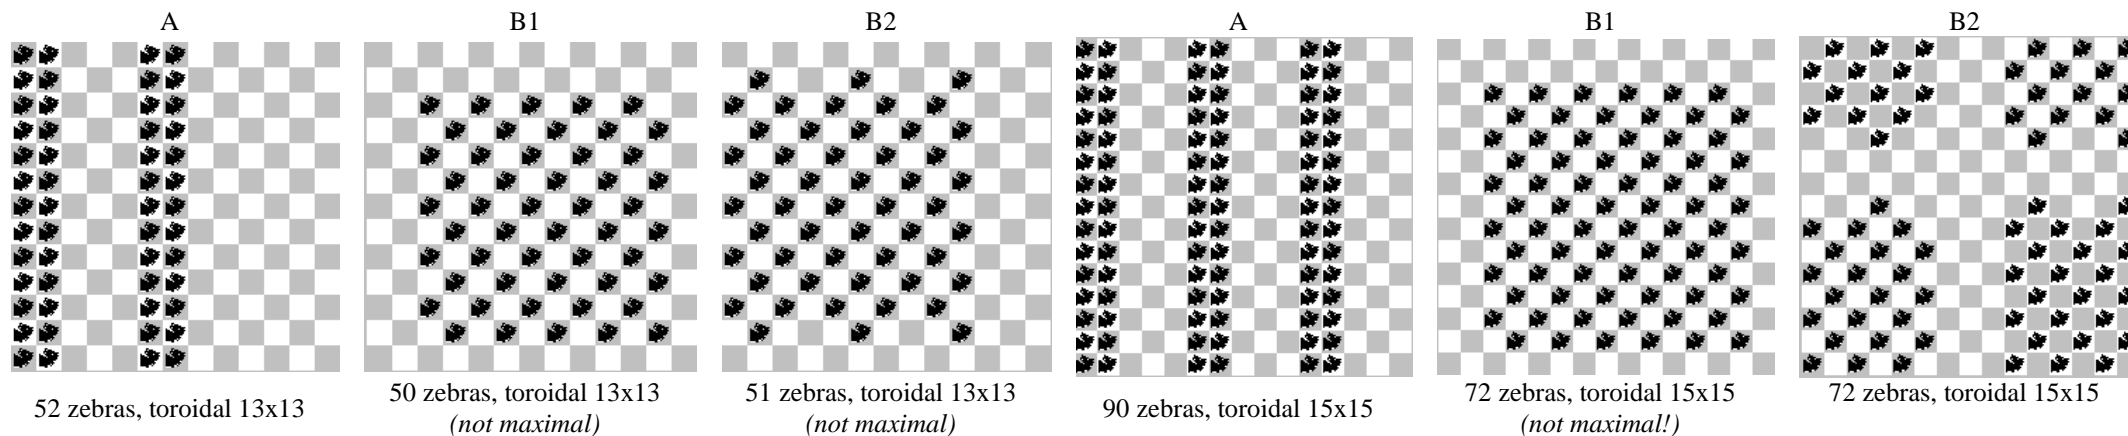 A
B1
B2
A
B1
B2
52 zebras, toroidal 13x13
50 zebras, toroidal 13x13
(not maximal)
51 zebras, toroidal 13x13
(not maximal)
90 zebras, toroidal 15x15
72 zebras, toroidal 15x15
(not maximal!)
72 zebras, toroidal 15x15